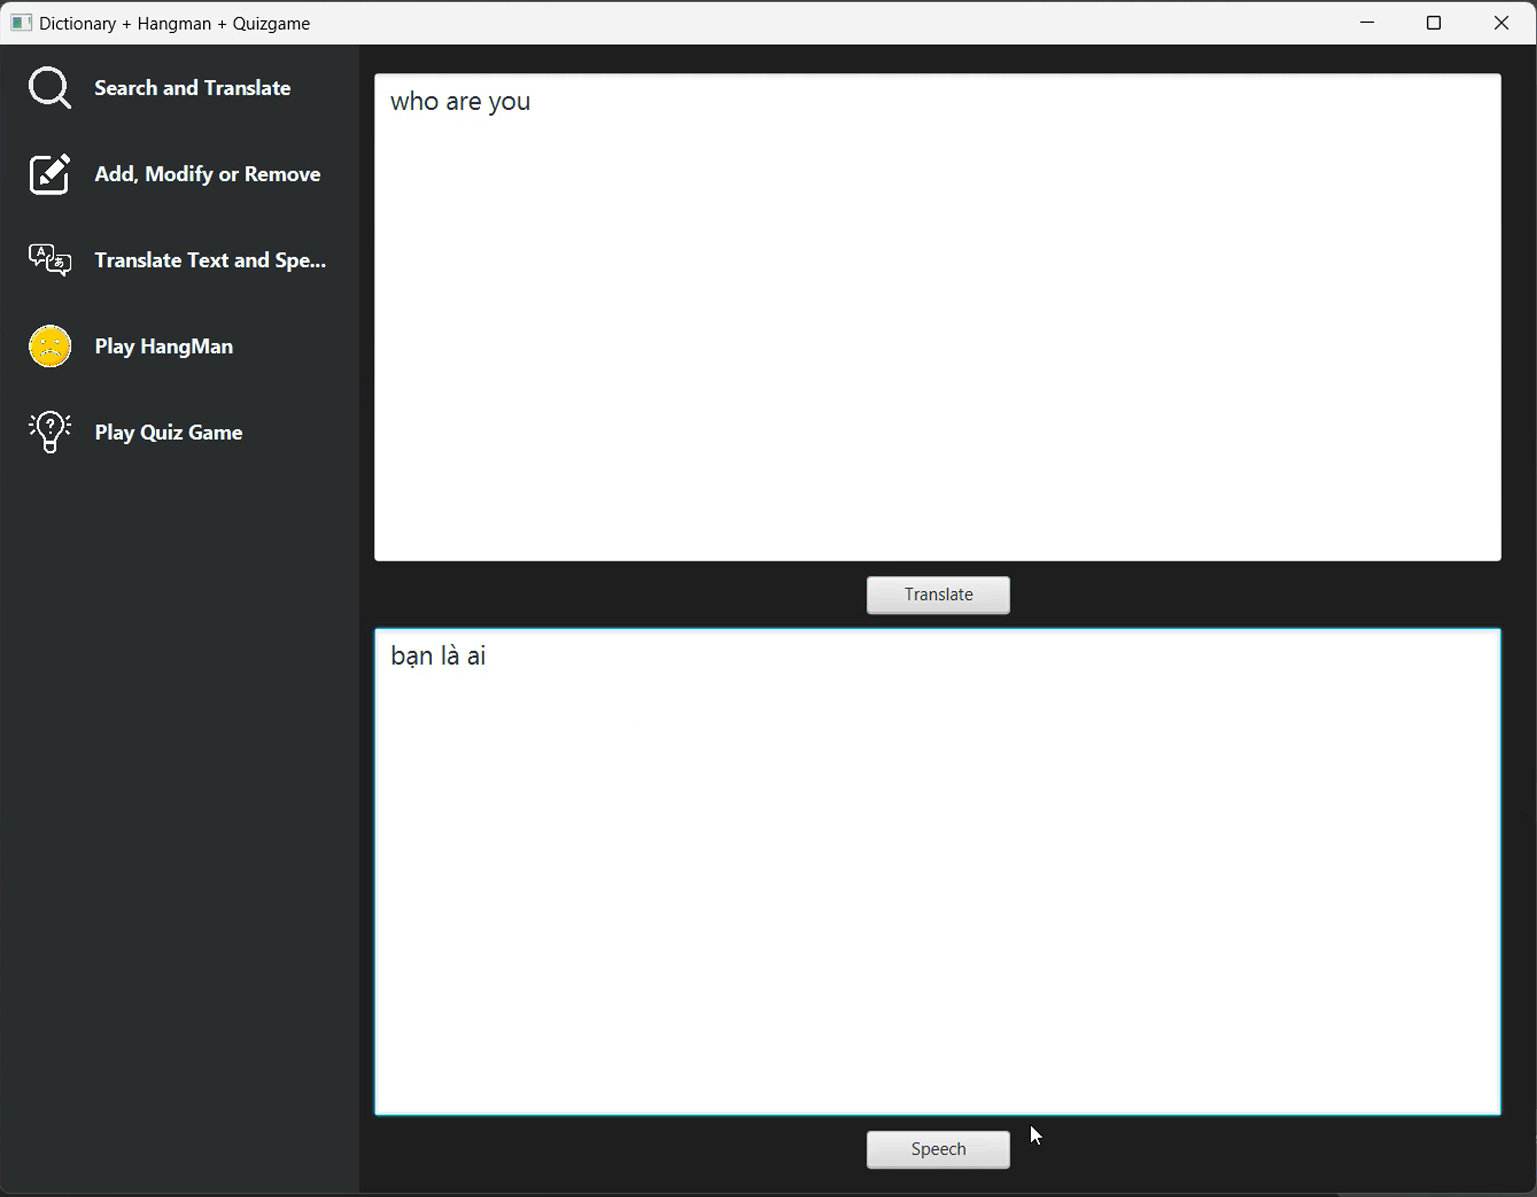 Dictionary + Hangman + Quizgame
Search and Translate
Add, Modify or Remove
Translate Text and Spe...
Play HangMan
Play Quiz Game
who are you
Translate
bạn là ai
Speech